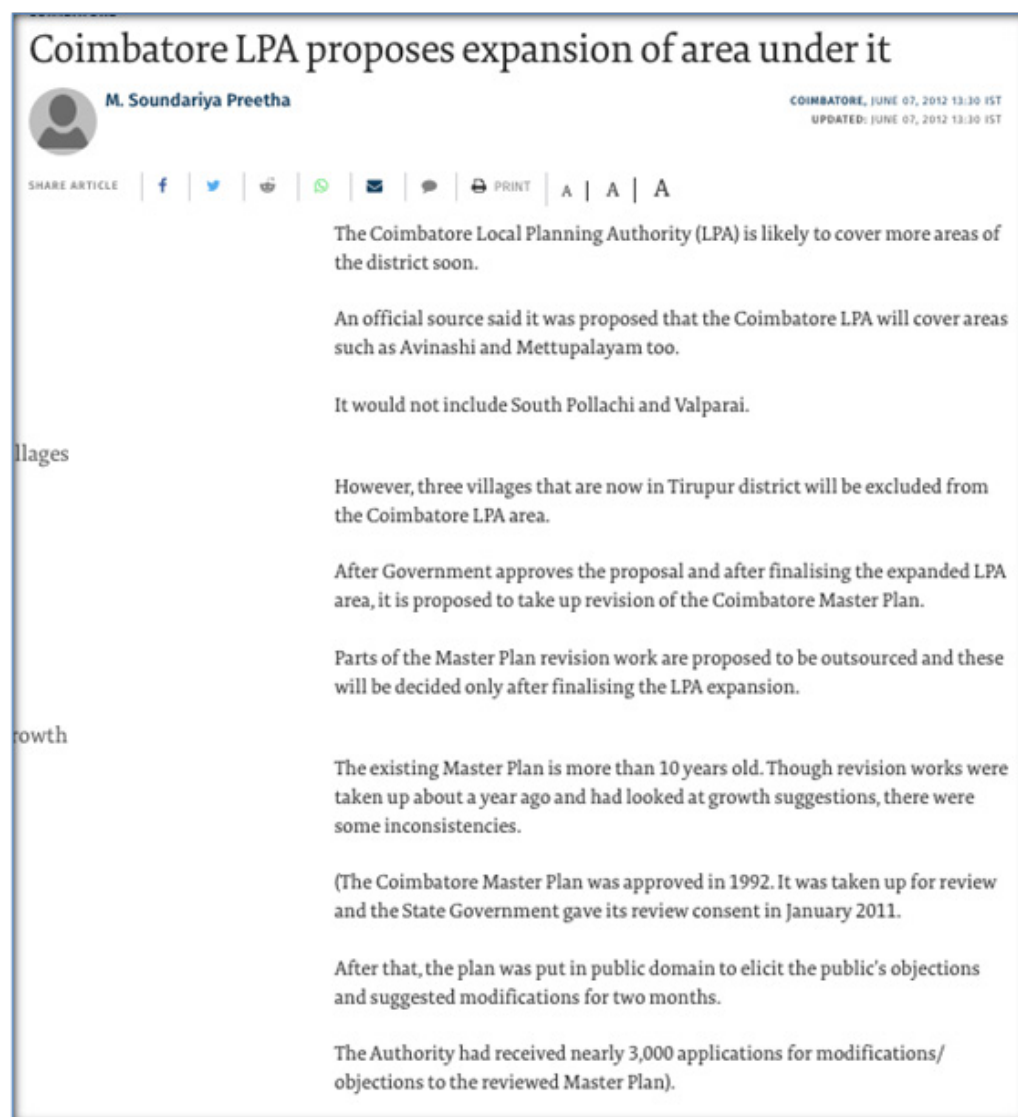 Coimbatore LPA proposes expansion of area under it
M. Soundariya Preetha
COIMBATORE, JUNE 07, 2012 13:30 IST
UPDATED: JUNE 07, 2012 13:30 IST
SHARE ARTICLE
PRINT
A | A | A
The Coimbatore Local Planning Authority (LPA) is likely to cover more areas of
the district soon.
An official source said it was proposed that the Coimbatore LPA will cover areas
such as Avinashi and Mettupalayam too.
It would not include South Pollachi and Valparai.
llages
However, three villages that are now in Tirupur district will be excluded from
the Coimbatore LPA area.
After Government approves the proposal and after finalising the expanded LPA
area, it is proposed to take up revision of the Coimbatore Master Plan.
Parts of the Master Plan revision work are proposed to be outsourced and these
will be decided only after finalising the LPA expansion.
rowth
The existing Master Plan is more than 10 years old. Though revision works were
taken up about a year ago and had looked at growth suggestions, there were
some inconsistencies.
(The Coimbatore Master Plan was approved in 1992. It was taken up for review
and the State Government gave its review consent in January 2011.
After that, the plan was put in public domain to elicit the public's objections
and suggested modifications for two months.
The Authority had received nearly 3,000 applications for modifications/
objections to the reviewed Master Plan).